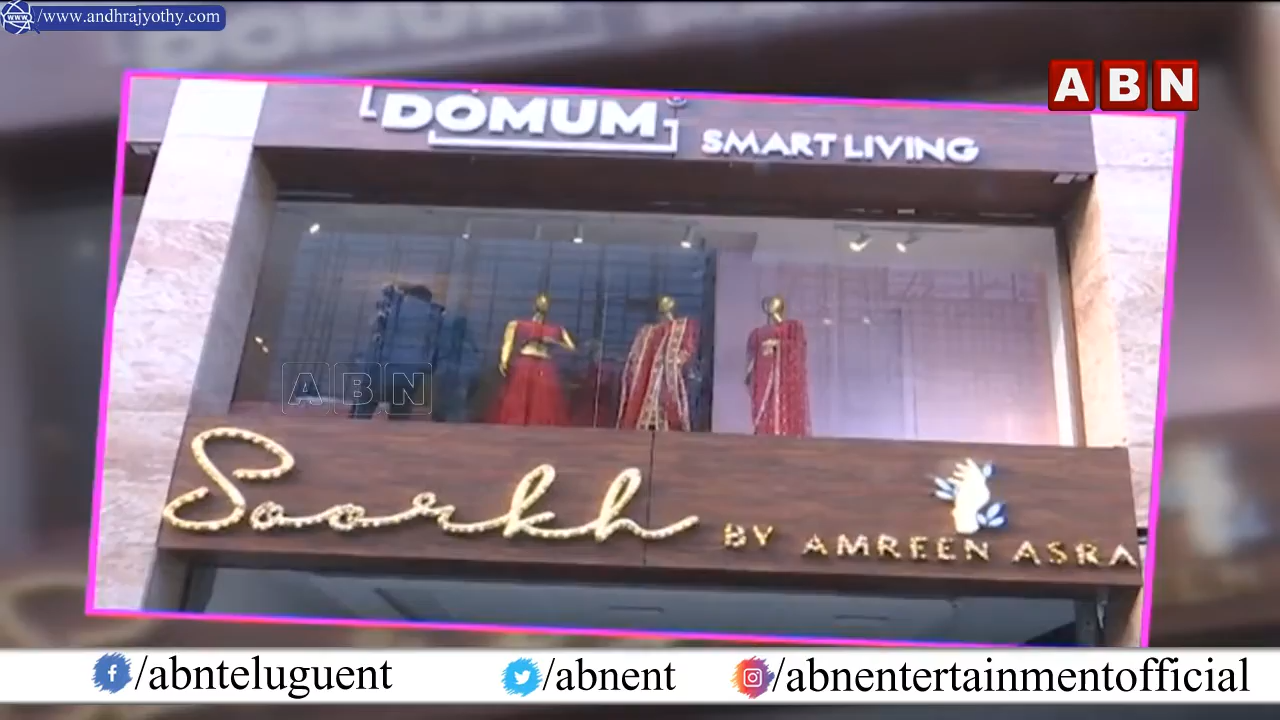 /www.andhrajyothy.com
ABN
DOMUM
SMART LIVING
ABN
Soorkh
BY AMREEN ASRA
/abnteluguent
/abnent
/abnentertainmentofficial